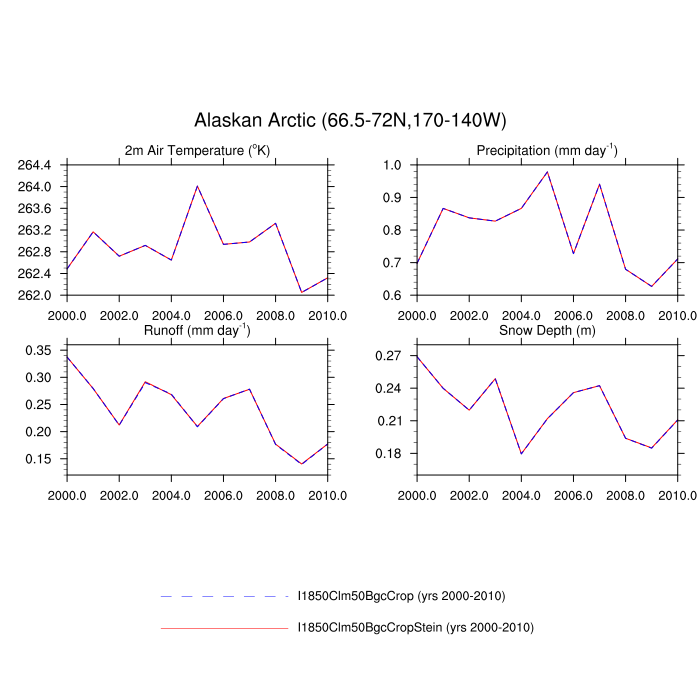 Alaskan Arctic (66.5-72N,170-140W)
2m Air Temperature (°K)
264.4
264.0
263.6
263.2
262.8
262.4
262.0
2000.0 2002.0 2004.0 2006.0 2008.0 2010.0
Precipitation (mm day⁻¹)
1.0
0.9
0.8
0.7
0.6
2000.0 2002.0 2004.0 2006.0 2008.0 2010.0
Runoff (mm day⁻¹)
0.35
0.30
0.25
0.20
0.15
2000.0 2002.0 2004.0 2006.0 2008.0 2010.0
Snow Depth (m)
0.27
0.24
0.21
0.18
2000.0 2002.0 2004.0 2006.0 2008.0 2010.0
I1850Clm50BgcCrop (yrs 2000-2010)
I1850Clm50BgcCropStein (yrs 2000-2010)